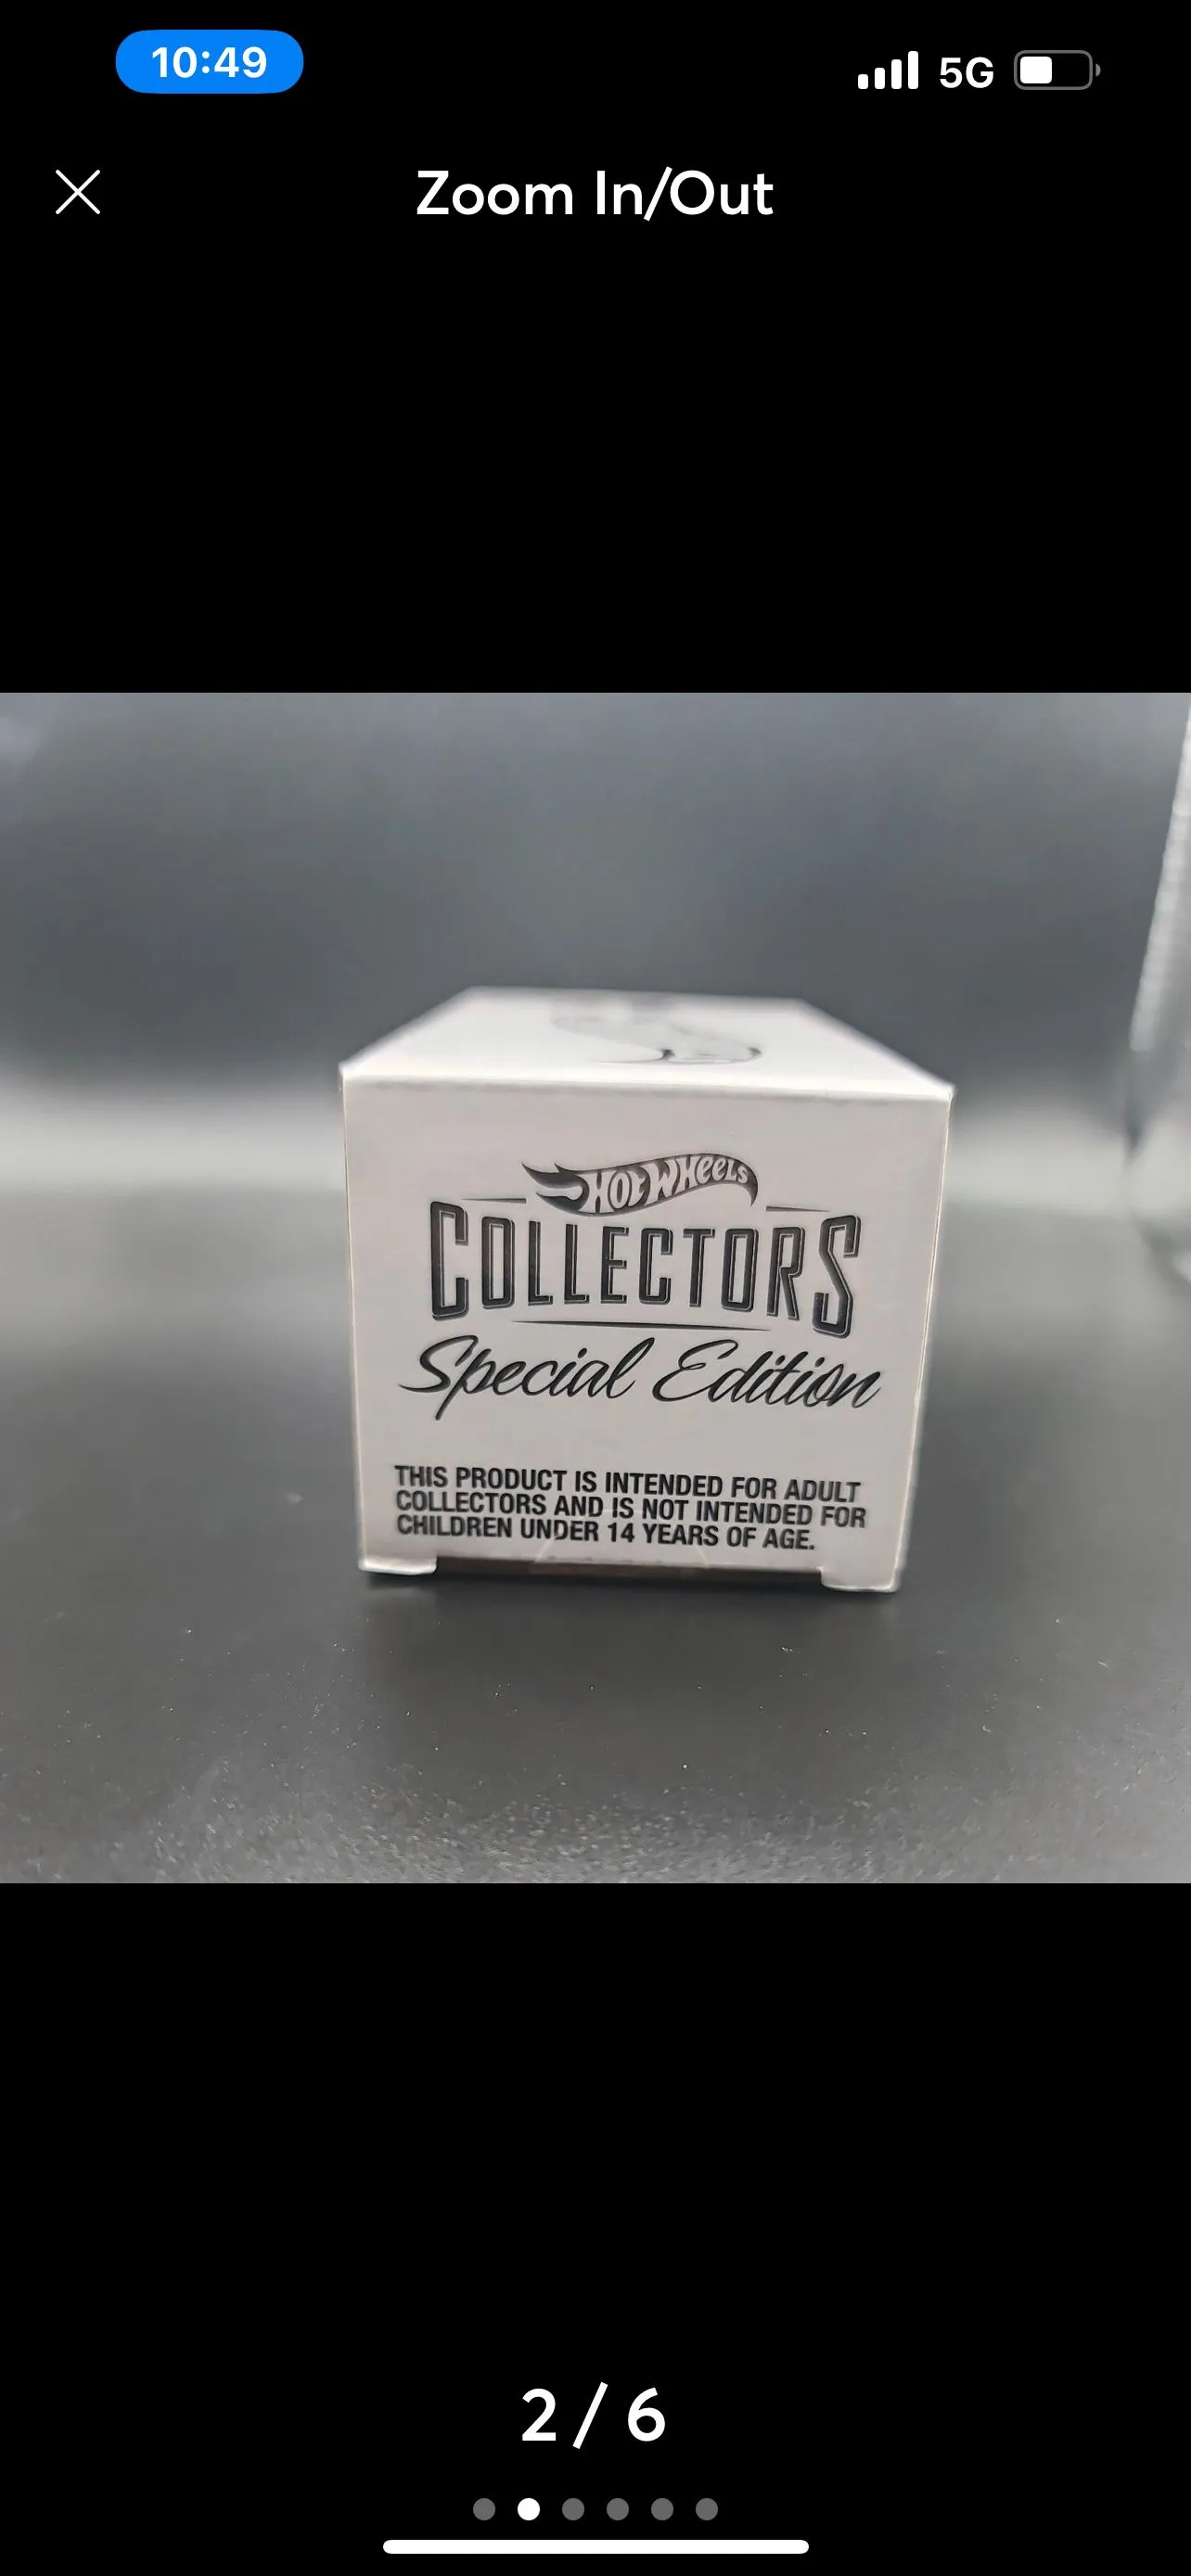 10:49
5G
Zoom In/Out
HOT WHEELS
COLLECTORS
Special Edition
THIS PRODUCT IS INTENDED FOR ADULT
COLLECTORS AND IS NOT INTENDED FOR
CHILDREN UNDER 14 YEARS OF AGE.
2 / 6